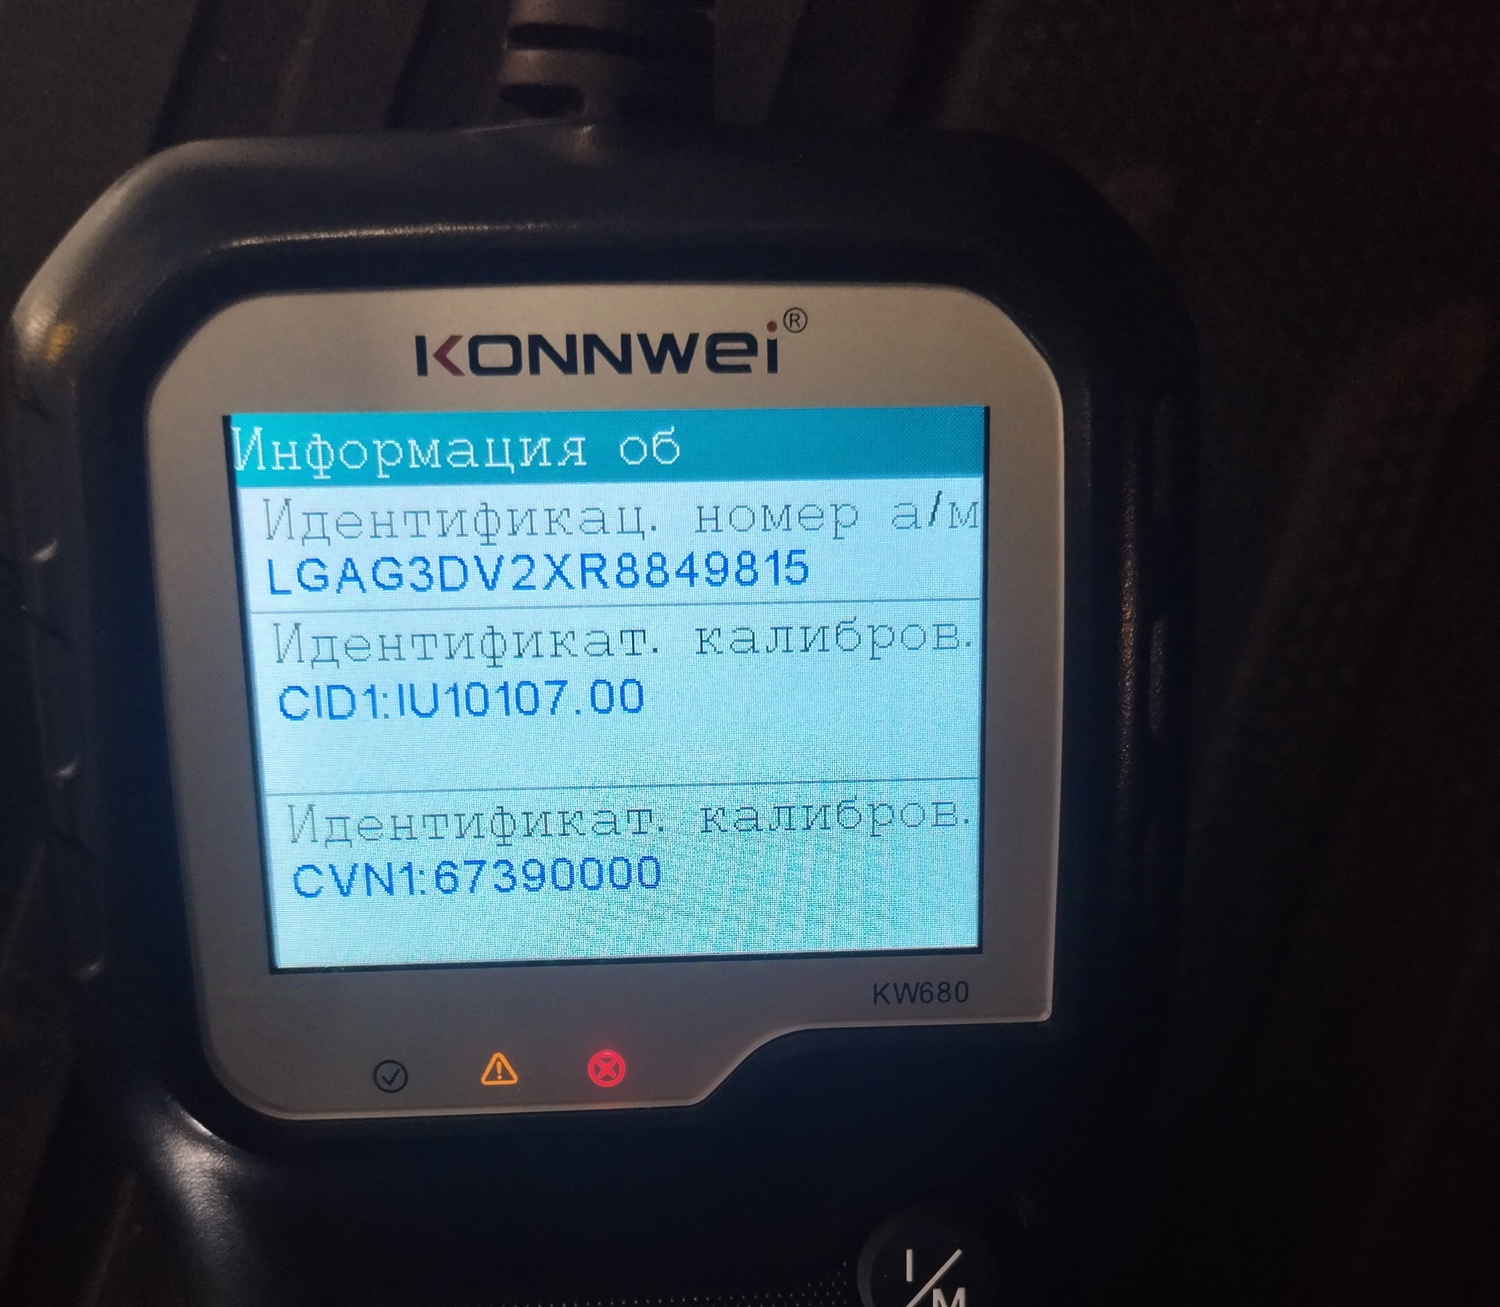 KONNWEI®
Информация об
Идентификац. номер а/м
LGAG3DV2XR8849815
Идентификат. калибров.
CID1:IU10107.00
Идентификат. калибров.
CVN1:67390000
KW680
I/M